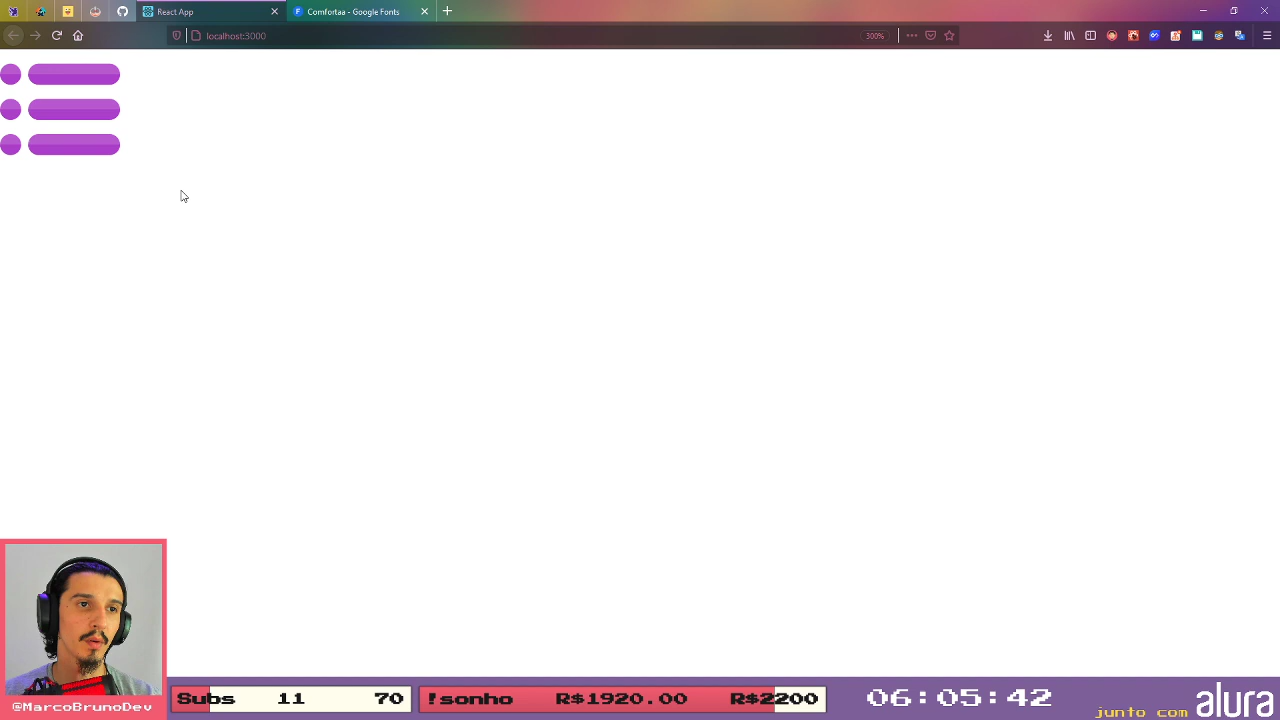 React App
Comfortaa - Google Fonts
localhost:3000
300%
@MarcoBrunoDev
Subs 11 70
!sonho R$1920.00 R$2200
06:05:42
junto com alura